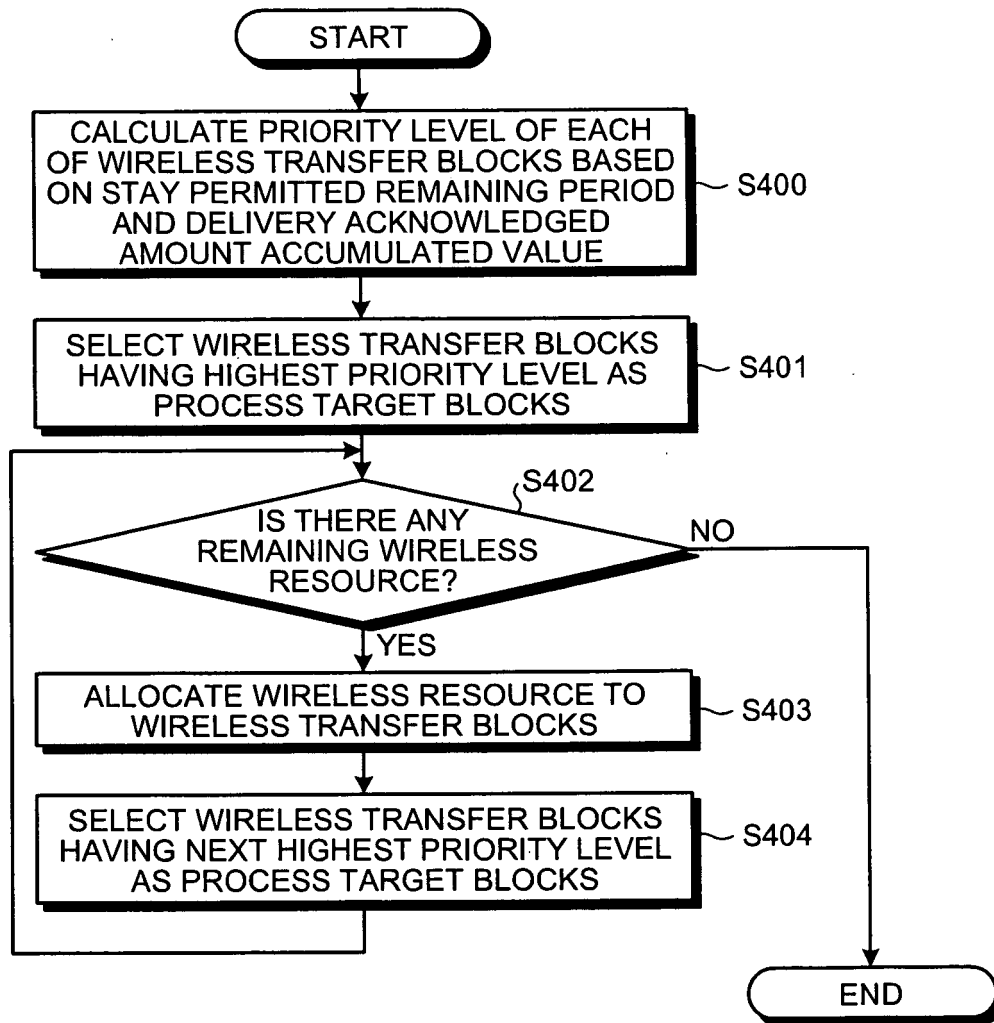 START
CALCULATE PRIORITY LEVEL OF EACH
OF WIRELESS TRANSFER BLOCKS BASED
ON STAY PERMITTED REMAINING PERIOD
AND DELIVERY ACKNOWLEDGED
AMOUNT ACCUMULATED VALUE
S400
SELECT WIRELESS TRANSFER BLOCKS
HAVING HIGHEST PRIORITY LEVEL AS
PROCESS TARGET BLOCKS
S401
S402
IS THERE ANY
REMAINING WIRELESS
RESOURCE?
NO
YES
ALLOCATE WIRELESS RESOURCE TO
WIRELESS TRANSFER BLOCKS
S403
SELECT WIRELESS TRANSFER BLOCKS
HAVING NEXT HIGHEST PRIORITY LEVEL
AS PROCESS TARGET BLOCKS
S404
END